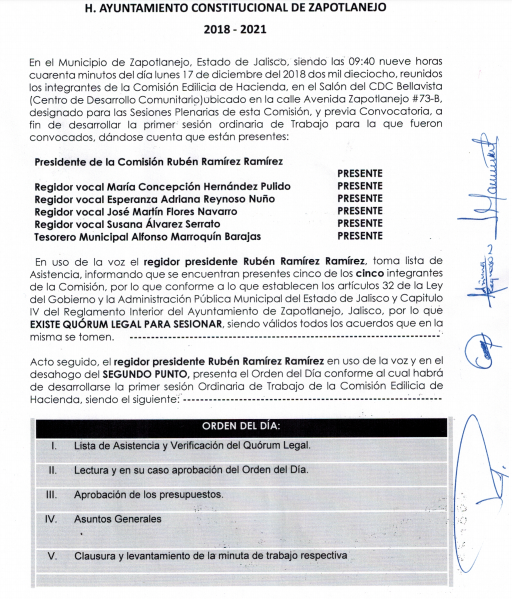 H. AYUNTAMIENTO CONSTITUCIONAL DE ZAPOTLANEJO
2018 - 2021
En el Municipio de Zapotlanejo, Estado de Jalisco, siendo las 09:40 nueve horas
cuarenta minutos del día lunes 17 de diciembre del 2018 dos mil dieciocho, reunidos
los integrantes de la Comisión Edilicia de Hacienda, en el Salón del CDC Bellavista
(Centro de Desarrollo Comunitario)ubicado en la calle Avenida Zapotlanejo #73-B,
designado para las Sesiones Plenarias de esta Comisión, y previa Convocatoria, a
fin de desarrollar la primer sesión ordinaria de Trabajo para la que fueron
convocados, dándose cuenta que están presentes:
Presidente de la Comisión Rubén Ramírez Ramírez
PRESENTE
Regidor vocal María Concepción Hernández Pulido PRESENTE
Regidor vocal Esperanza Adriana Reynoso Nuño PRESENTE
Regidor vocal José Martín Flores Navarro PRESENTE
Regidor vocal Susana Álvarez Serrato PRESENTE
Tesorero Municipal Alfonso Marroquín Barajas PRESENTE
En uso de la voz el regidor presidente Rubén Ramírez Ramírez, toma lista de
Asistencia, informando que se encuentran presentes cinco de los cinco integrantes
de la Comisión, por lo que conforme a lo que establecen los artículos 32 de la Ley
del Gobierno y la Administración Pública Municipal del Estado de Jalisco y Capitulo
IV del Reglamento Interior del Ayuntamiento de Zapotlanejo, Jalisco, por lo que
EXISTE QUÓRUM LEGAL PARA SESIONAR, siendo válidos todos los acuerdos que en la
misma se tomen. ----------------------------------------------------
Acto seguido, el regidor presidente Rubén Ramírez Ramírez en uso de la voz y en el
desahogo del SEGUNDO PUNTO, presenta el Orden del Día conforme al cual habrá
de desarrollarse la primer sesión Ordinaria de Trabajo de la Comisión Edilicia de
Hacienda, siendo el siguiente: ------------------------------------------
ORDEN DEL DÍA:
I. Lista de Asistencia y Verificación del Quórum Legal.
II. Lectura y en su caso aprobación del Orden del Día.
III. Aprobación de los presupuestos.
IV. Asuntos Generales
V. Clausura y levantamiento de la minuta de trabajo respectiva